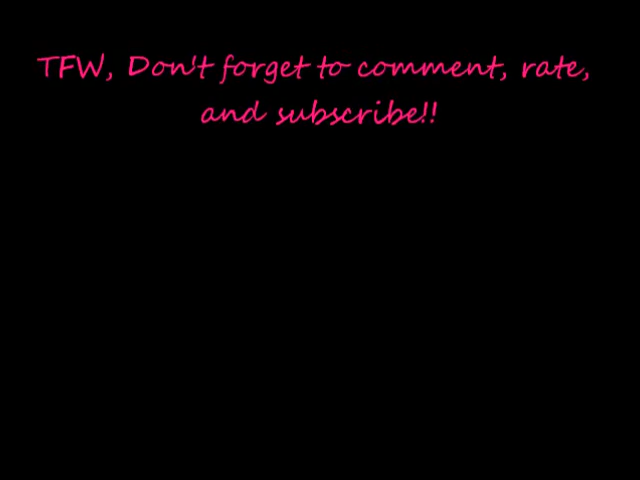 TFW, Don't forget to comment, rate,
and subscribe!!